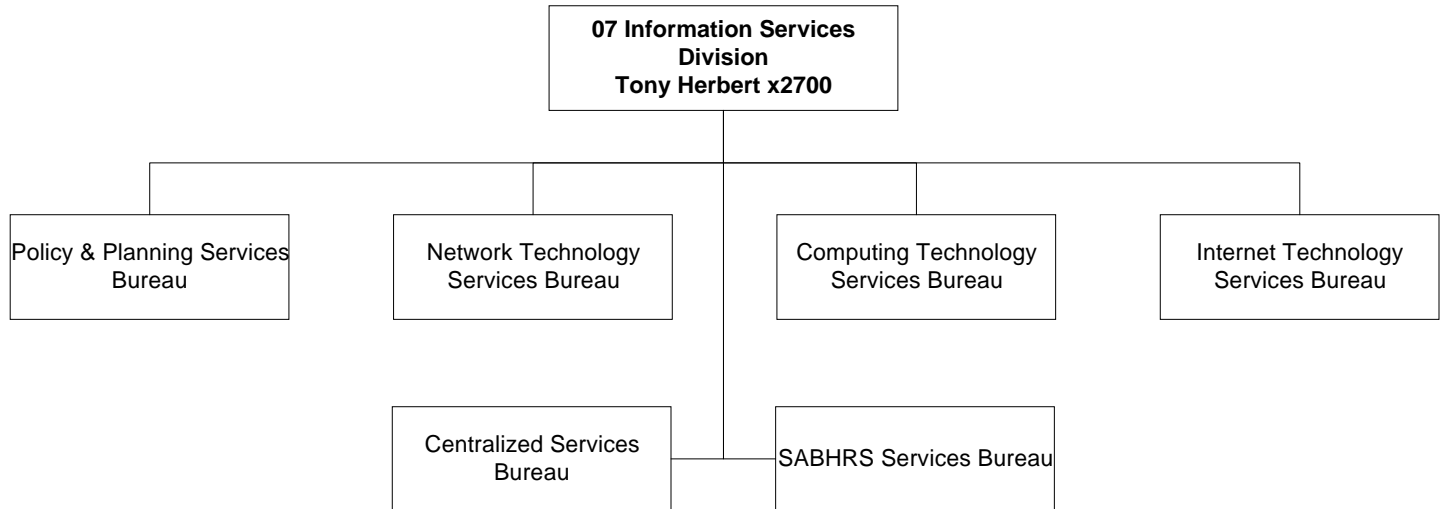 07 Information Services
Division
Tony Herbert x2700
Policy & Planning Services
Bureau
Network Technology
Services Bureau
Computing Technology
Services Bureau
Internet Technology
Services Bureau
Centralized Services
Bureau
SABHRS Services Bureau